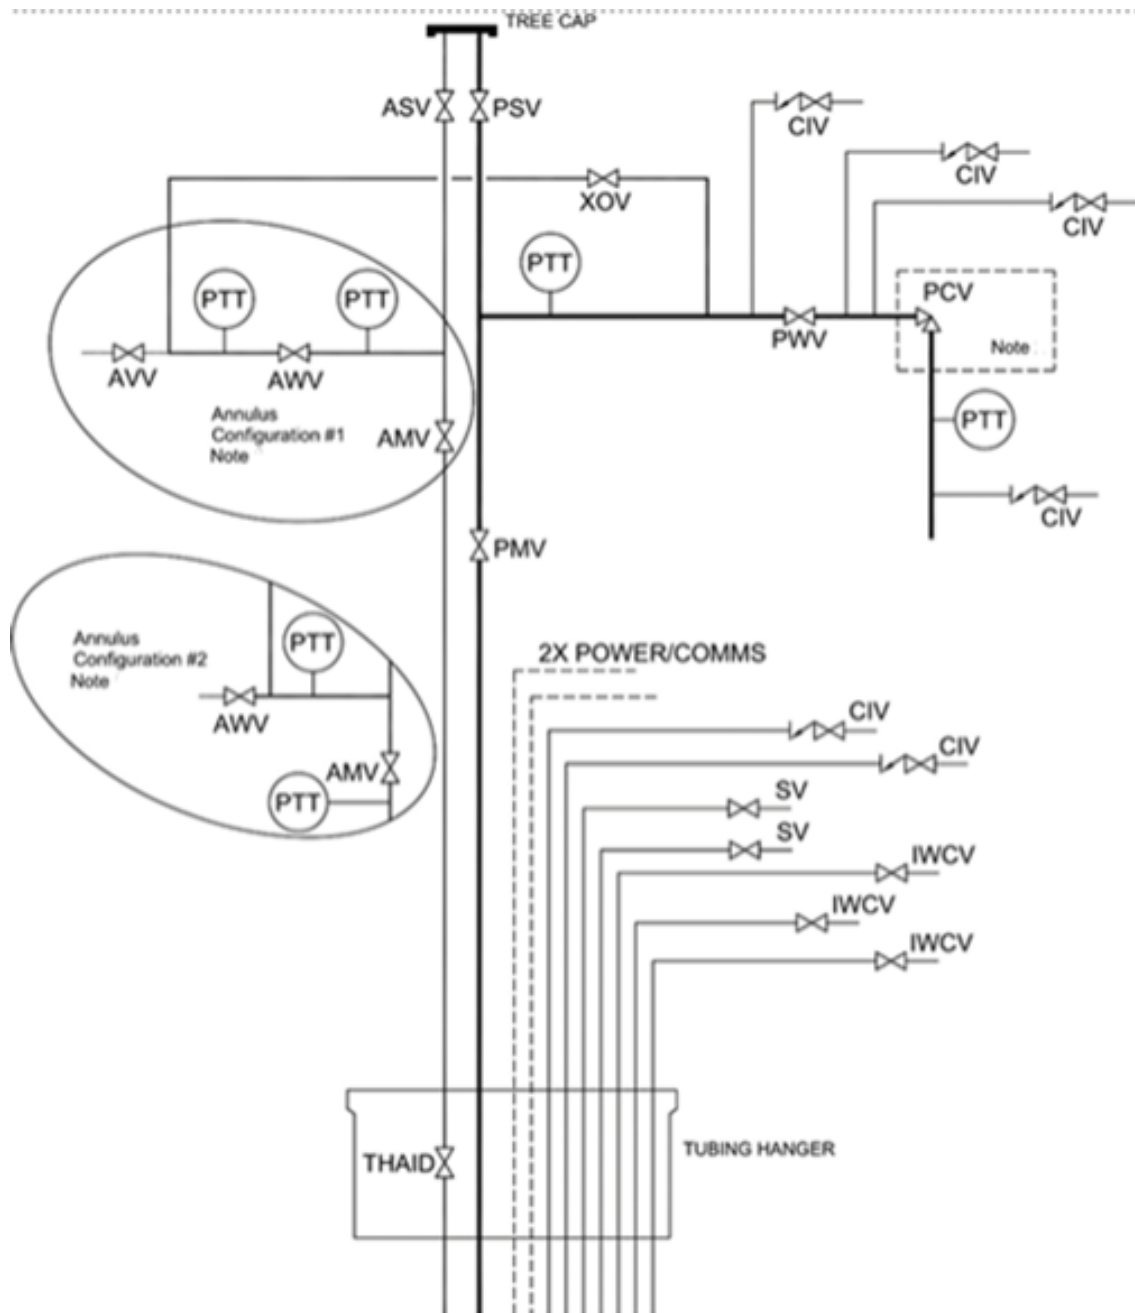 TREE CAP
ASV
PSV
CIV
CIV
CIV
XOV
PTT
PTT
PTT
PCV
Note
PWV
AVV
AWV
Annulus
Configuration #1
Note
AMV
PTT
CIV
PMV
Annulus
Configuration #2
Note
PTT
AWV
AMV
PTT
2X POWER/COMMS
CIV
CIV
SV
SV
IWCV
IWCV
IWCV
THAID
TUBING HANGER